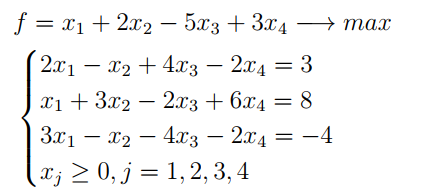 f = x₁ + 2x₂ − 5x₃ + 3x₄ ⟶ max
2x₁ − x₂ + 4x₃ − 2x₄ = 3
x₁ + 3x₂ − 2x₃ + 6x₄ = 8
3x₁ − x₂ − 4x₃ − 2x₄ = −4
xⱼ ≥ 0, j = 1, 2, 3, 4